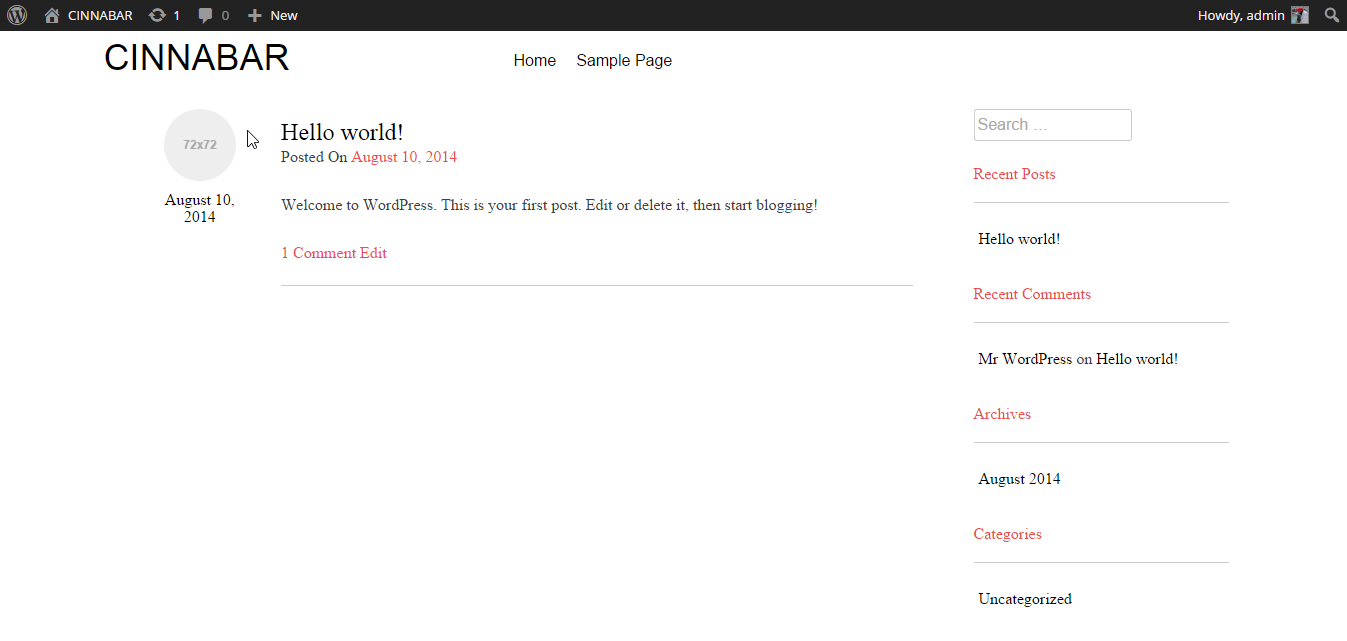 CINNABAR 1 0 New Howdy, admin
CINNABAR
Home Sample Page
72x72
August 10,
2014
Hello world!
Posted On August 10, 2014
Welcome to WordPress. This is your first post. Edit or delete it, then start blogging!
1 Comment Edit
Search …
Recent Posts
Hello world!
Recent Comments
Mr WordPress on Hello world!
Archives
August 2014
Categories
Uncategorized